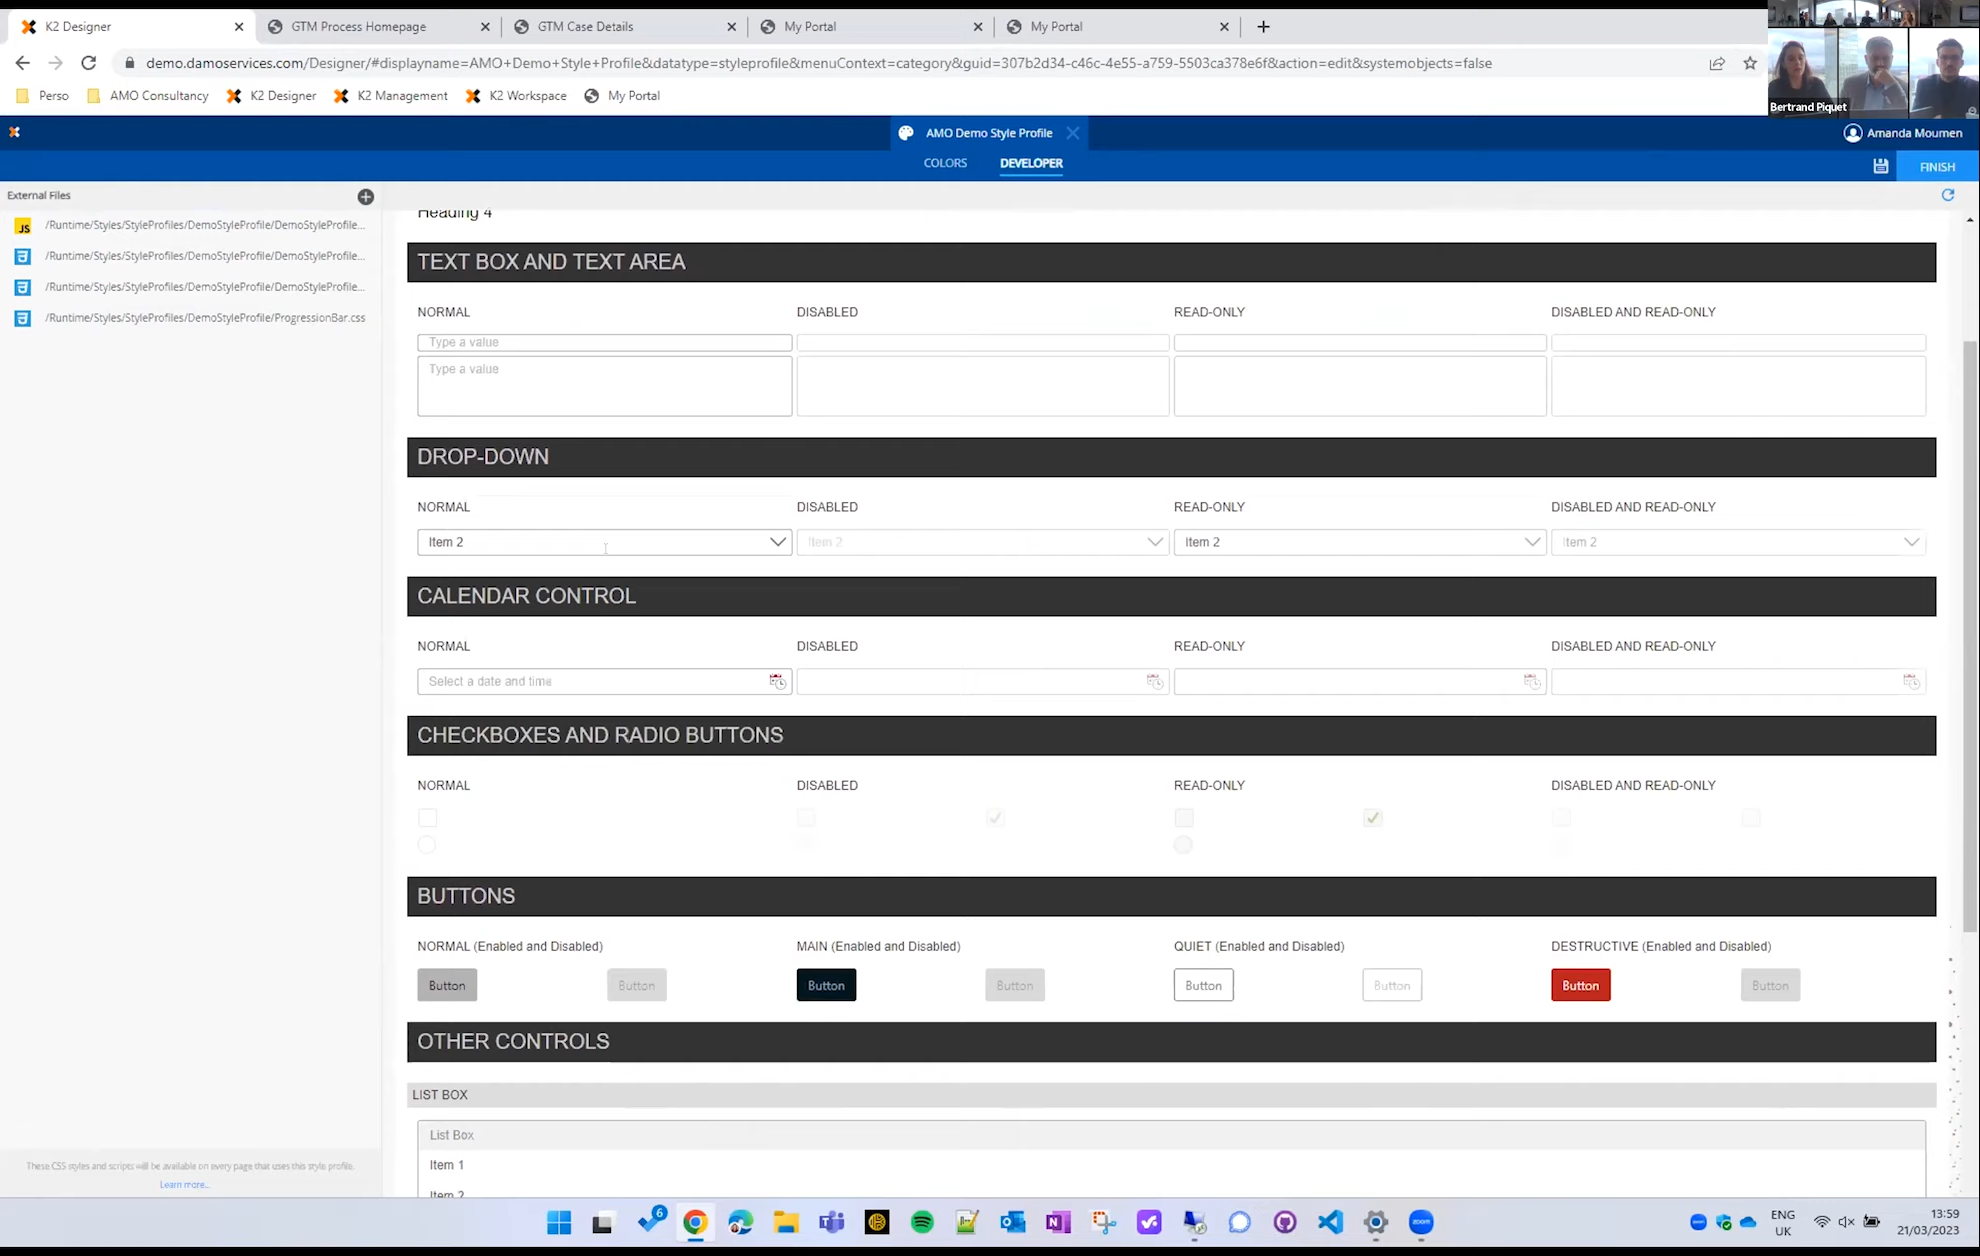 K2 Designer
GTM Process Homepage
GTM Case Details
My Portal
My Portal
demo.damoservices.com/Designer/#displayname=AMO+Demo+Style+Profile&datatype=styleprofile&menuContext=category&guid=307b2d34-c46c-4e55-a759-5503ca378e6f&action=edit&systemobjects=false
Perso
AMO Consultancy
K2 Designer
K2 Management
K2 Workspace
My Portal
Bertrand Piquet
AMO Demo Style Profile
Amanda Moumen
COLORS
DEVELOPER
FINISH
External Files
JS /Runtime/Styles/StyleProfiles/DemoStyleProfile/DemoStyleProfile...
/Runtime/Styles/StyleProfiles/DemoStyleProfile/DemoStyleProfile...
/Runtime/Styles/StyleProfiles/DemoStyleProfile/DemoStyleProfile...
/Runtime/Styles/StyleProfiles/DemoStyleProfile/ProgressionBar.css
These CSS styles and scripts will be available on every page that uses this style profile.
Learn more...
Heading 4
TEXT BOX AND TEXT AREA
NORMAL DISABLED READ-ONLY DISABLED AND READ-ONLY
Type a value
Type a value
DROP-DOWN
NORMAL DISABLED READ-ONLY DISABLED AND READ-ONLY
Item 2 Item 2 Item 2 Item 2
CALENDAR CONTROL
NORMAL DISABLED READ-ONLY DISABLED AND READ-ONLY
Select a date and time
CHECKBOXES AND RADIO BUTTONS
NORMAL DISABLED READ-ONLY DISABLED AND READ-ONLY
BUTTONS
NORMAL (Enabled and Disabled) MAIN (Enabled and Disabled) QUIET (Enabled and Disabled) DESTRUCTIVE (Enabled and Disabled)
Button Button Button Button Button Button Button Button
OTHER CONTROLS
LIST BOX
List Box
Item 1
Item 2
6
zoom
ENG
UK
13:59
21/03/2023